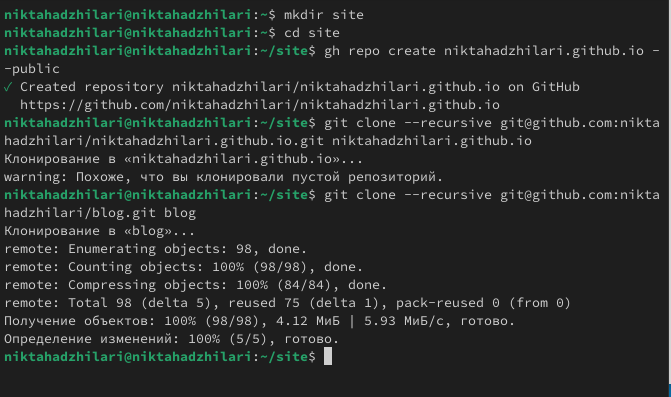 niktahadzhilari@niktahadzhilari:~$ mkdir site
niktahadzhilari@niktahadzhilari:~$ cd site
niktahadzhilari@niktahadzhilari:~/site$ gh repo create niktahadzhilari.github.io -
-public
✓ Created repository niktahadzhilari/niktahadzhilari.github.io on GitHub
  https://github.com/niktahadzhilari/niktahadzhilari.github.io
niktahadzhilari@niktahadzhilari:~/site$ git clone --recursive git@github.com:nikta
hadzhilari/niktahadzhilari.github.io.git niktahadzhilari.github.io
Клонирование в «niktahadzhilari.github.io»...
warning: Похоже, что вы клонировали пустой репозиторий.
niktahadzhilari@niktahadzhilari:~/site$ git clone --recursive git@github.com:nikta
hadzhilari/blog.git blog
Клонирование в «blog»...
remote: Enumerating objects: 98, done.
remote: Counting objects: 100% (98/98), done.
remote: Compressing objects: 100% (84/84), done.
remote: Total 98 (delta 5), reused 75 (delta 1), pack-reused 0 (from 0)
Получение объектов: 100% (98/98), 4.12 МиБ | 5.93 МиБ/с, готово.
Определение изменений: 100% (5/5), готово.
niktahadzhilari@niktahadzhilari:~/site$